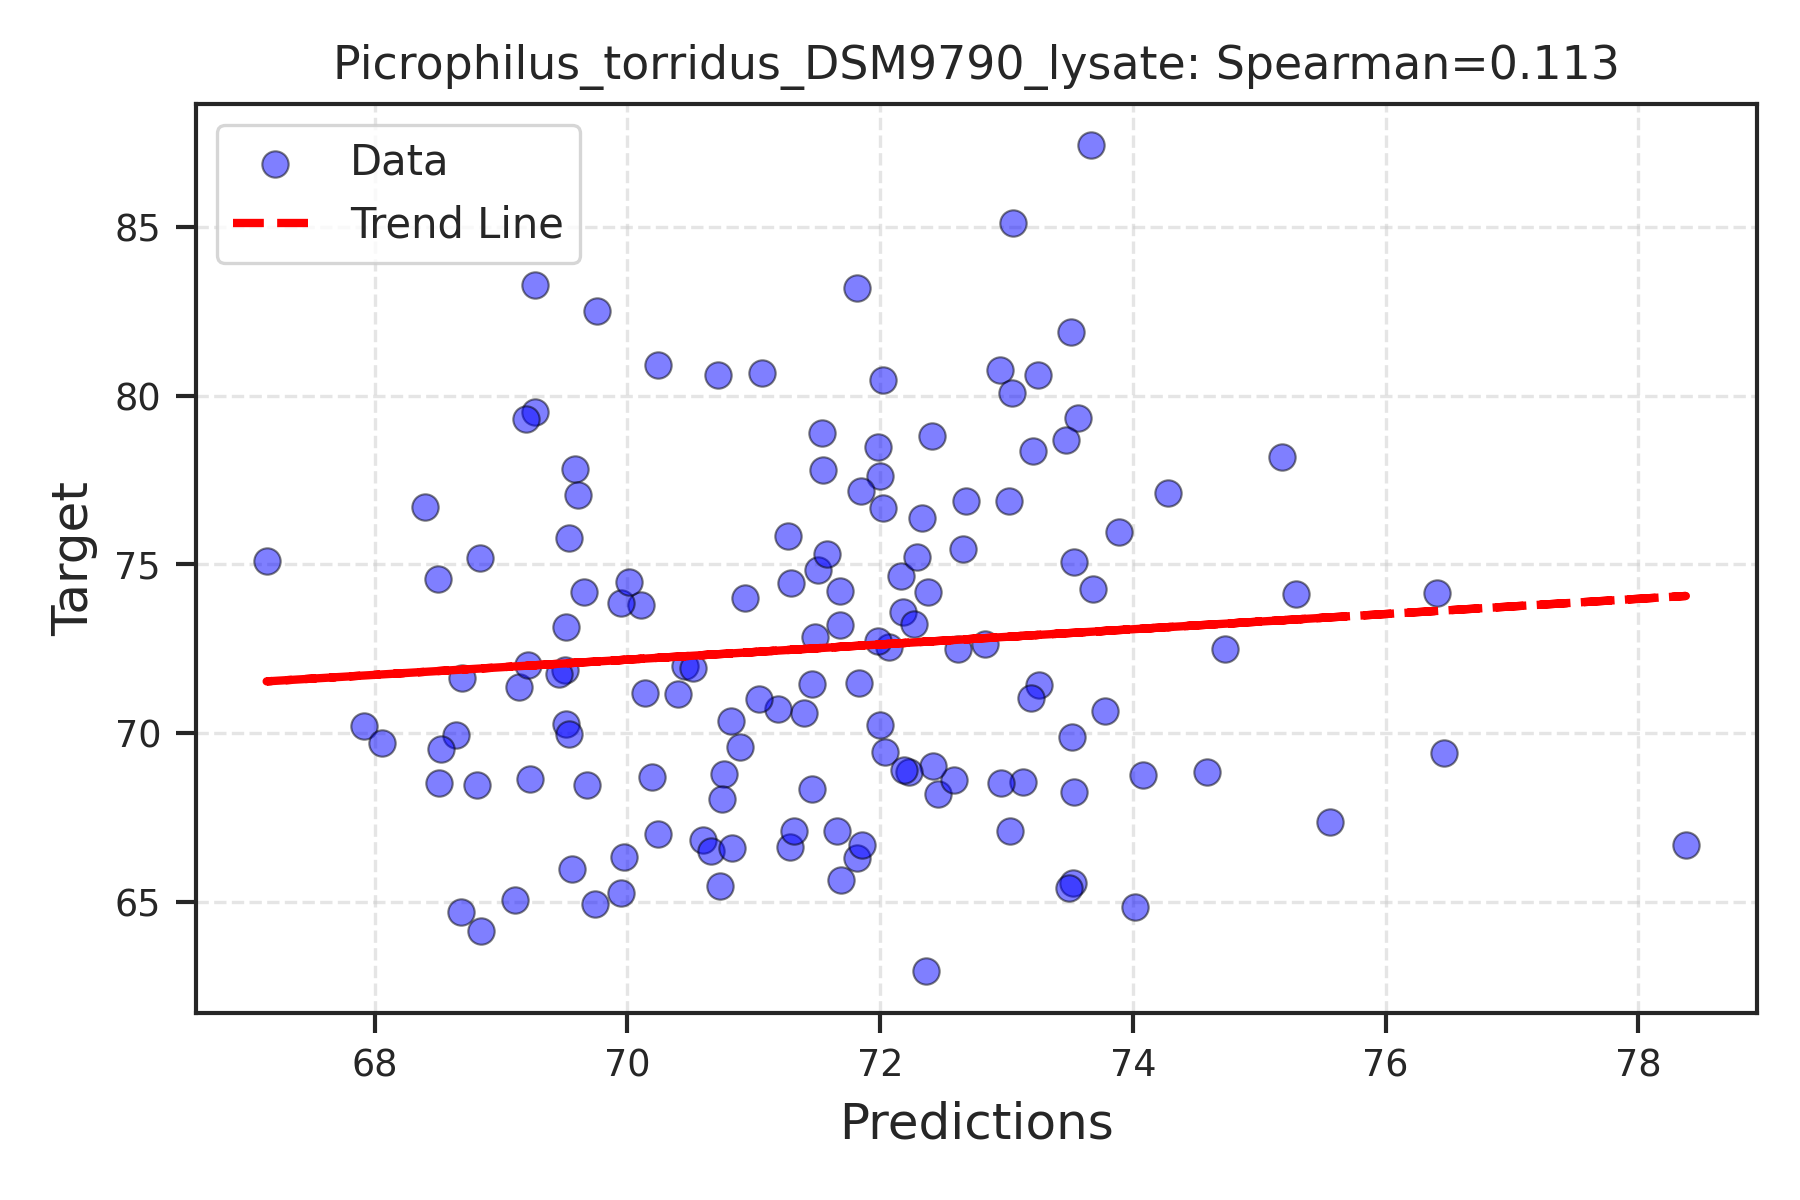 Picrophilus_torridus_DSM9790_lysate: Spearman=0.113
Data
Trend Line
85
80
75
70
65
Target
68 70 72 74 76 78
Predictions